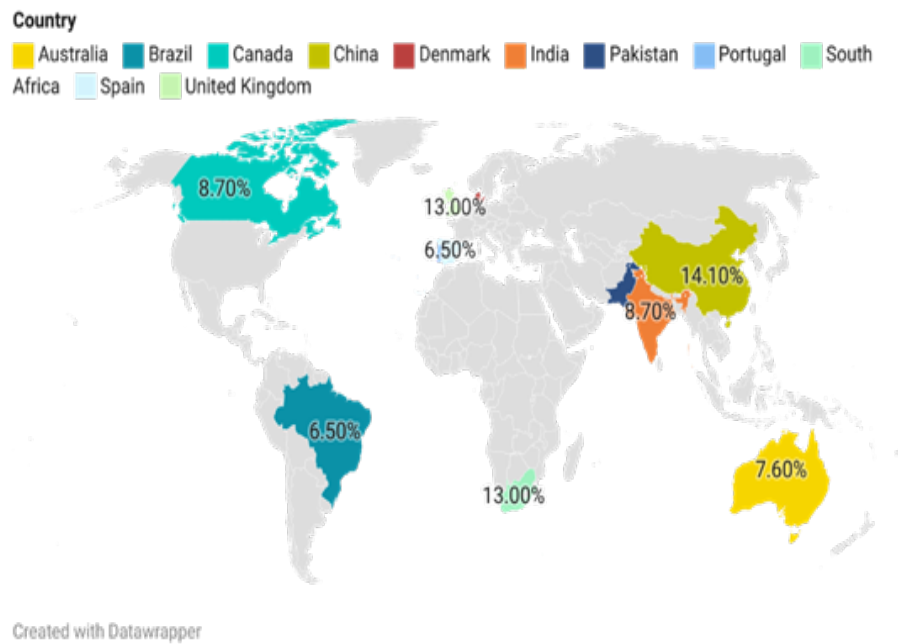 Country
Australia Brazil Canada China Denmark India Pakistan Portugal South
Africa Spain United Kingdom
8.70%
13.00%
6.50%
14.10%
8.70%
6.50%
7.60%
13.00%
Created with Datawrapper